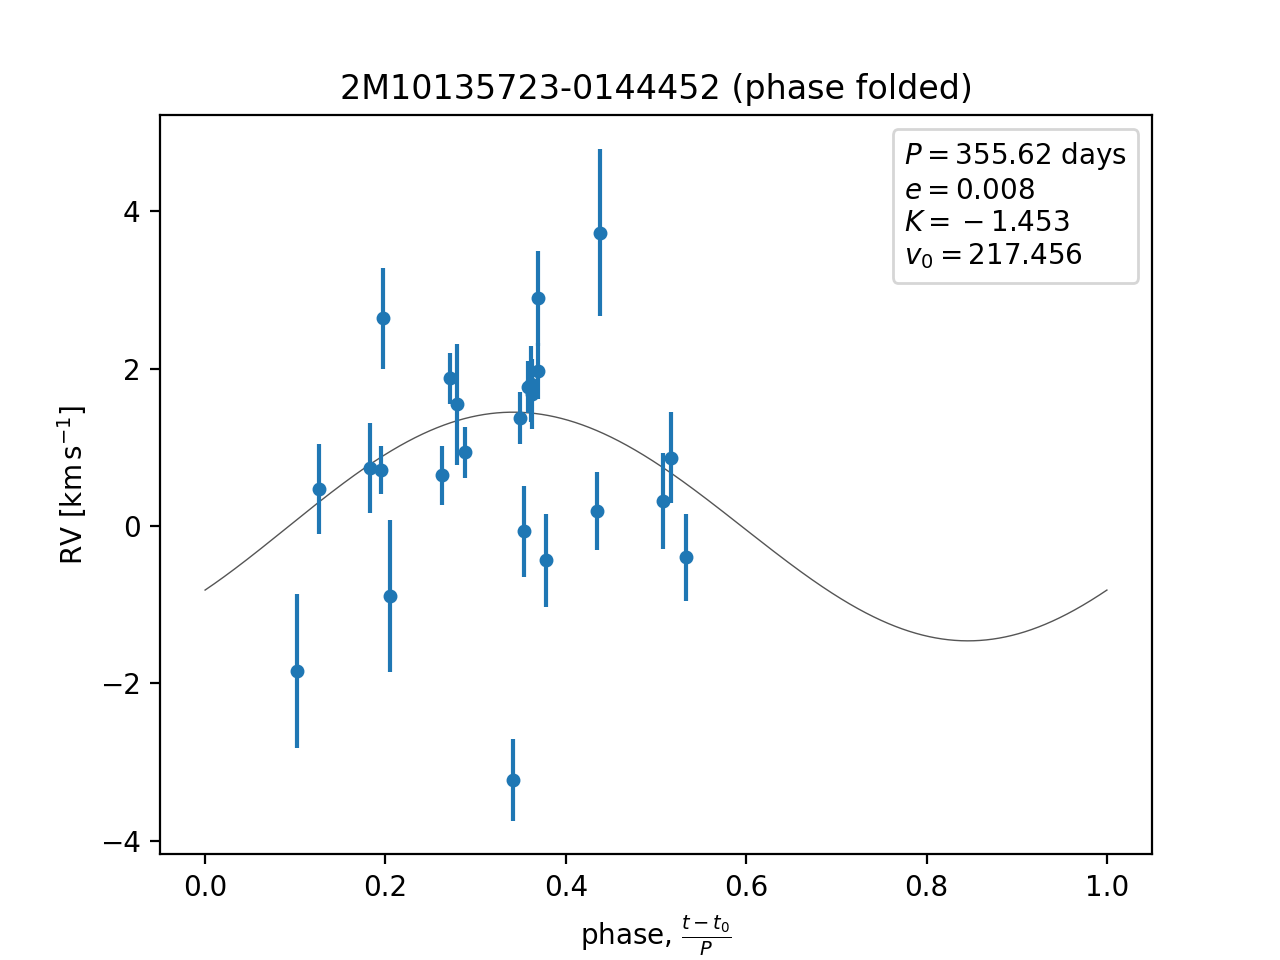 2M10135723-0144452 (phase folded)
P = 355.62 days
e = 0.008
K = −1.453
v₀ = 217.456
4
2
0
−2
−4
RV [km s⁻¹]
0.0 0.2 0.4 0.6 0.8 1.0
phase, (t − t₀)/P